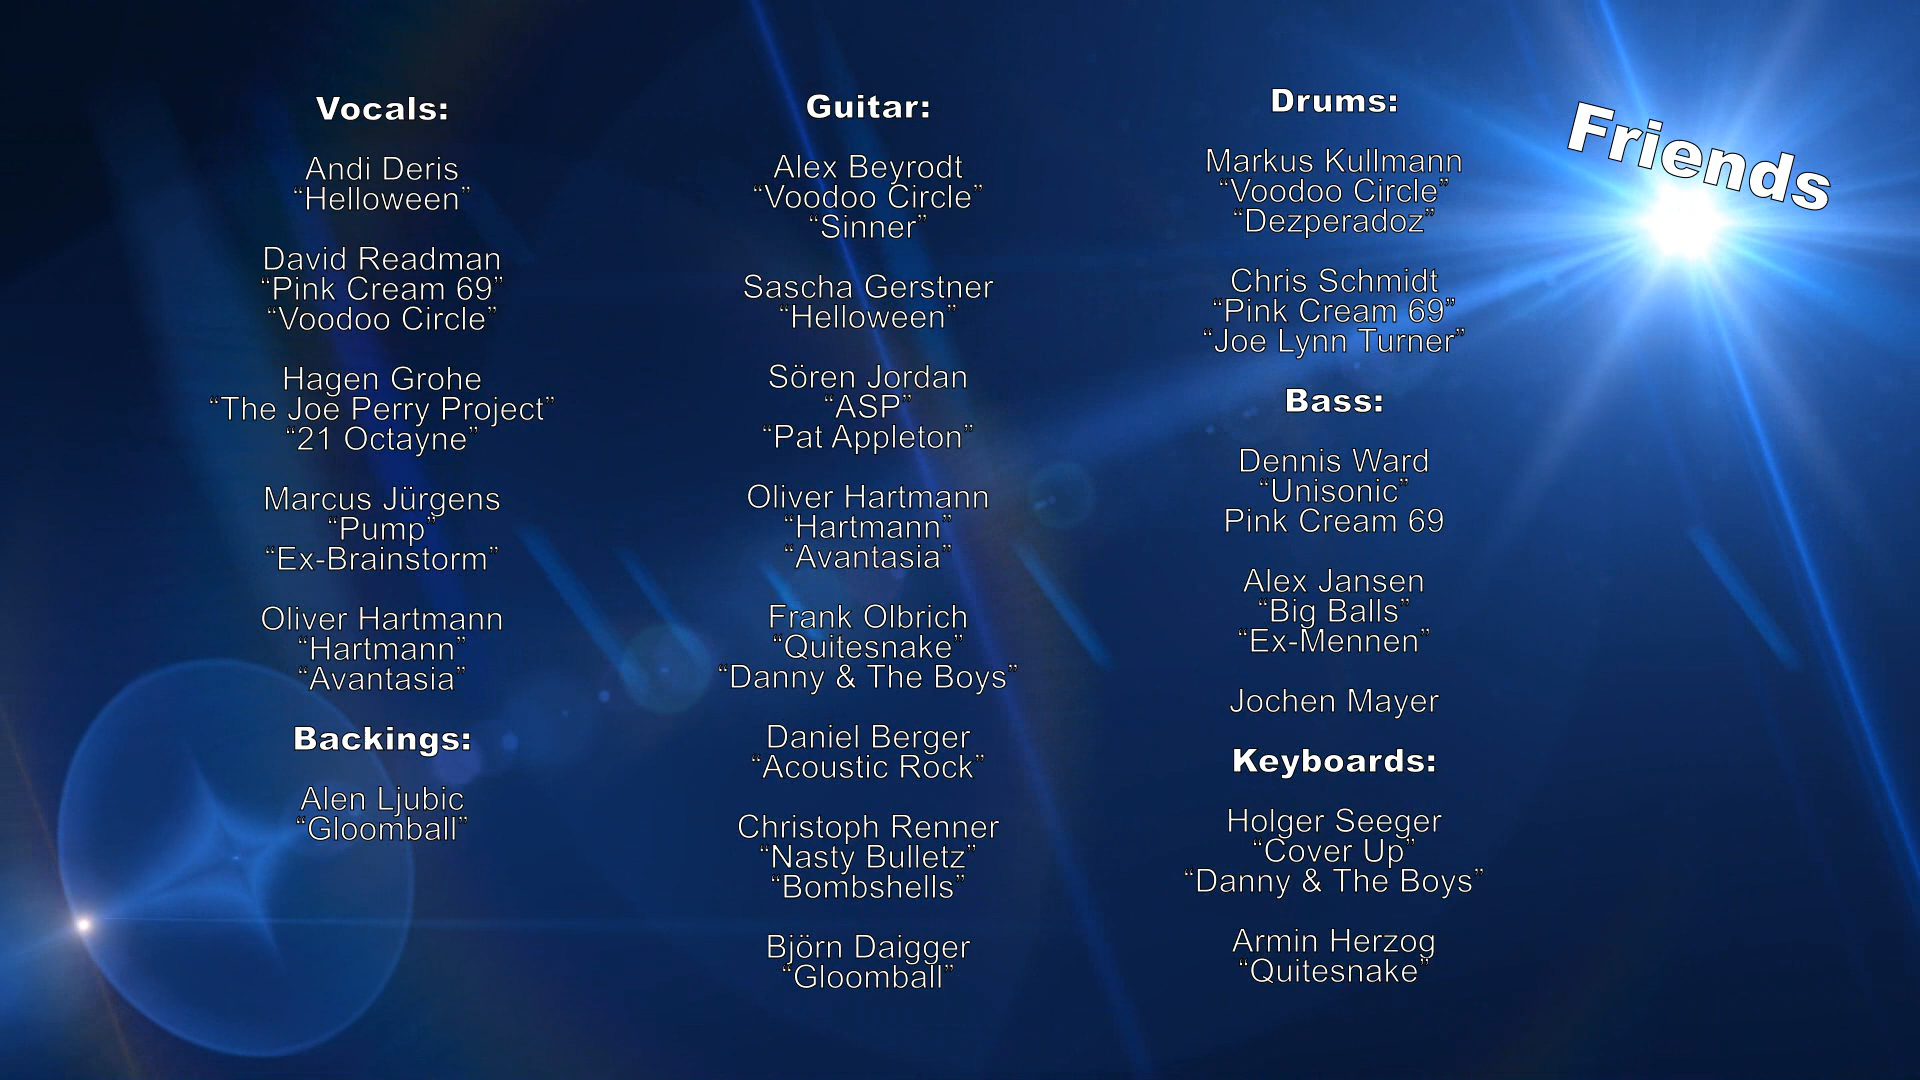 Friends
Vocals:
Andi Deris
“Helloween”
David Readman
“Pink Cream 69”
“Voodoo Circle”
Hagen Grohe
“The Joe Perry Project”
“21 Octayne”
Marcus Jürgens
“Pump”
“Ex-Brainstorm”
Oliver Hartmann
“Hartmann”
“Avantasia”
Backings:
Alen Ljubic
“Gloomball”
Guitar:
Alex Beyrodt
“Voodoo Circle”
“Sinner”
Sascha Gerstner
“Helloween”
Sören Jordan
“ASP”
“Pat Appleton”
Oliver Hartmann
“Hartmann”
“Avantasia”
Frank Olbrich
“Quitesnake”
“Danny & The Boys”
Daniel Berger
“Acoustic Rock”
Christoph Renner
“Nasty Bulletz”
“Bombshells”
Björn Daigger
“Gloomball”
Drums:
Markus Kullmann
“Voodoo Circle”
“Dezperadoz”
Chris Schmidt
“Pink Cream 69”
“Joe Lynn Turner”
Bass:
Dennis Ward
“Unisonic”
Pink Cream 69
Alex Jansen
“Big Balls”
“Ex-Mennen”
Jochen Mayer
Keyboards:
Holger Seeger
“Cover Up”
“Danny & The Boys”
Armin Herzog
“Quitesnake”